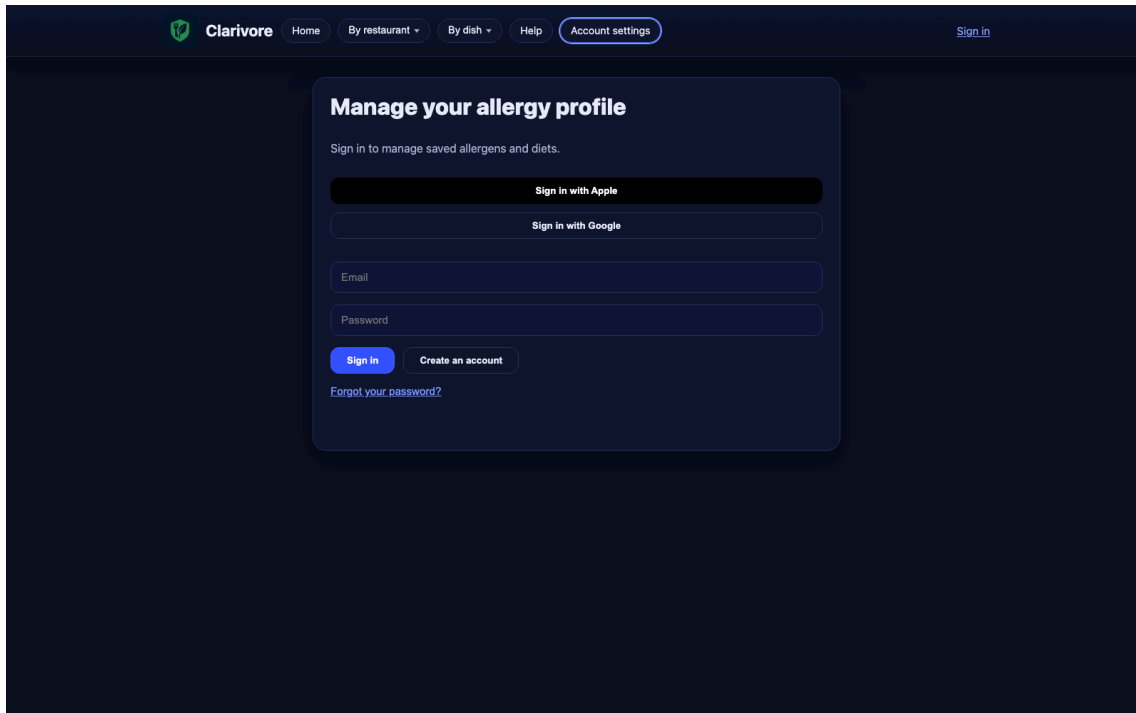 Clarivore Home By restaurant By dish Help Account settings Sign in
Manage your allergy profile
Sign in to manage saved allergens and diets.
Sign in with Apple
Sign in with Google
Email
Password
Sign in Create an account
Forgot your password?